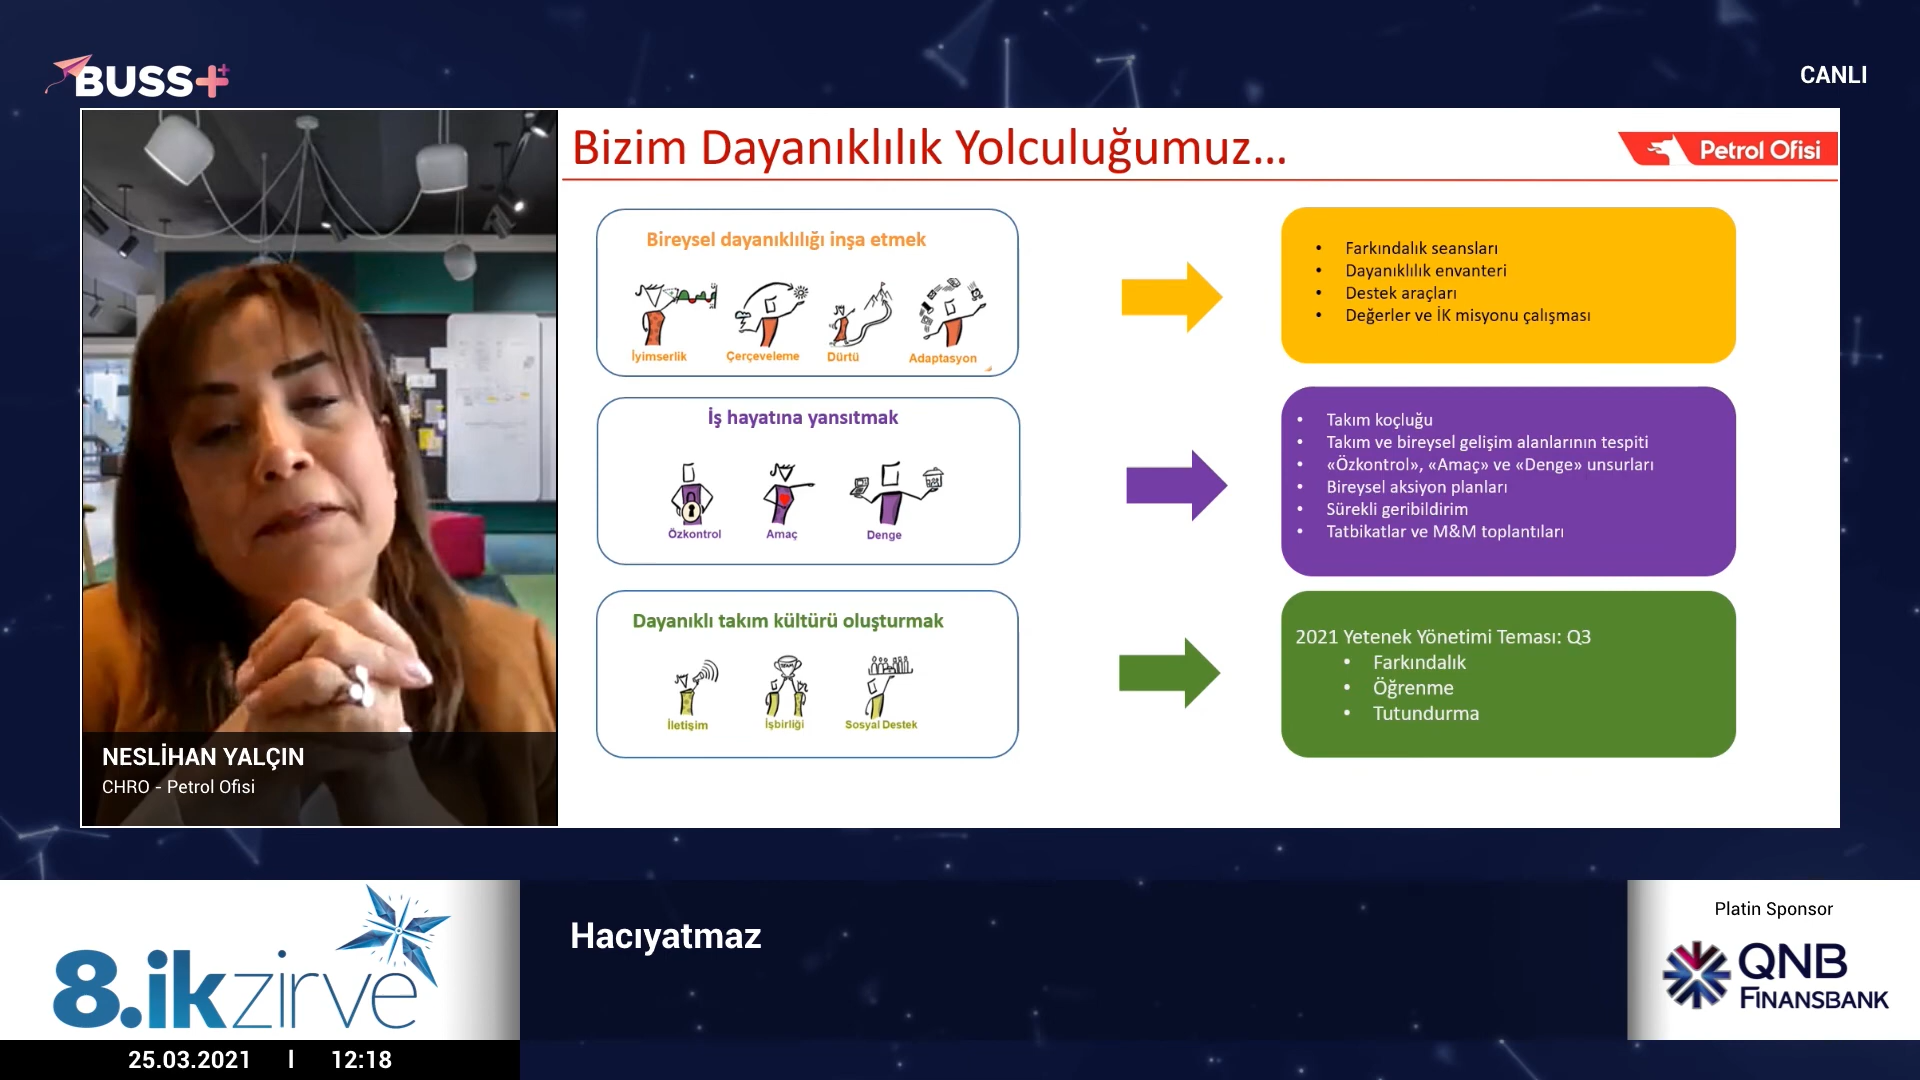 BUSS+
CANLI
Bizim Dayanıklılık Yolculuğumuz...
Petrol Ofisi
Bireysel dayanıklılığı inşa etmek
İyimserlik
Çerçeveleme
Dürtü
Adaptasyon
• Farkındalık seansları
• Dayanıklılık envanteri
• Destek araçları
• Değerler ve İK misyonu çalışması
İş hayatına yansıtmak
Özkontrol
Amaç
Denge
• Takım koçluğu
• Takım ve bireysel gelişim alanlarının tespiti
• «Özkontrol», «Amaç» ve «Denge» unsurları
• Bireysel aksiyon planları
• Sürekli geribildirim
• Tatbikatlar ve M&M toplantıları
Dayanıklı takım kültürü oluşturmak
İletişim
İşbirliği
Sosyal Destek
2021 Yetenek Yönetimi Teması: Q3
• Farkındalık
• Öğrenme
• Tutundurma
NESLİHAN YALÇIN
CHRO - Petrol Ofisi
8.ikzirve
25.03.2021 | 12:18
Hacıyatmaz
Platin Sponsor
QNB
FİNANSBANK